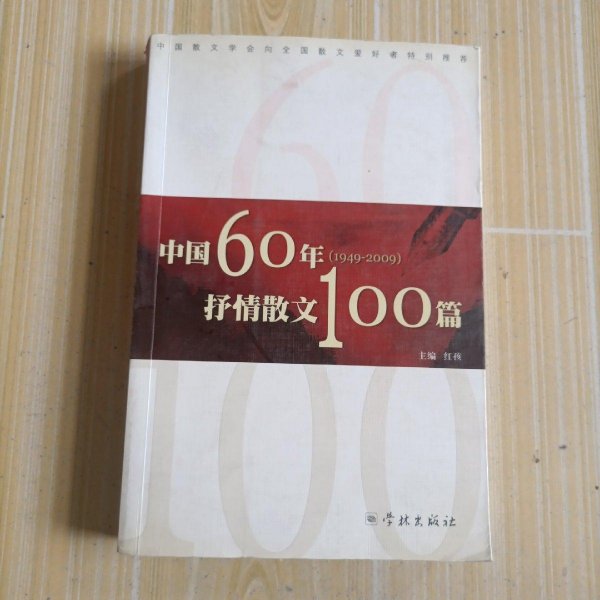 中国散文学会向全国散文爱好者特别推荐
60
中国60年(1949-2009)
抒情散文100篇
主编 红孩
100
学林出版社